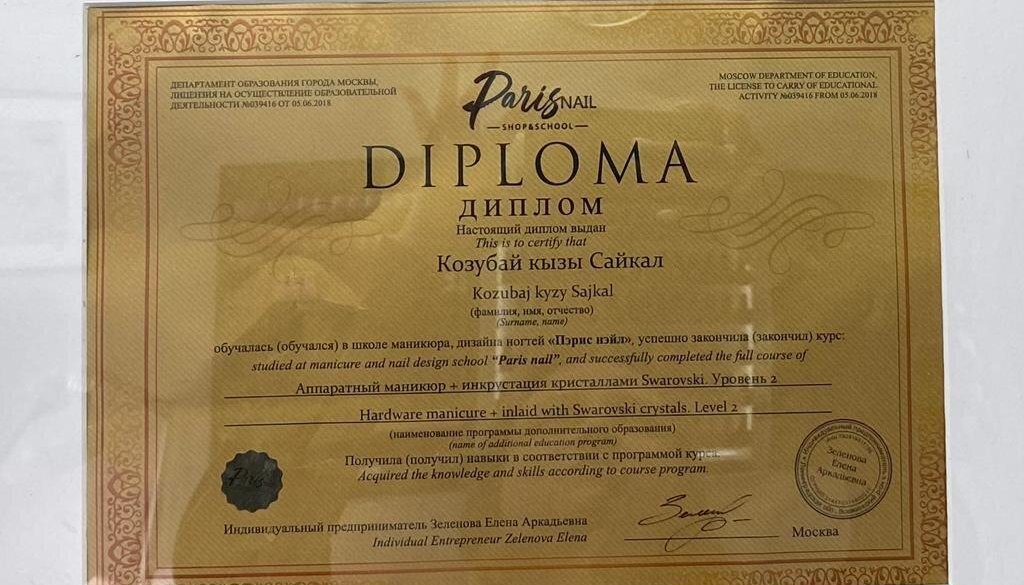 ДЕПАРТАМЕНТ ОБРАЗОВАНИЯ ГОРОДА МОСКВЫ,
ЛИЦЕНЗИЯ НА ОСУЩЕСТВЛЕНИЕ ОБРАЗОВАТЕЛЬНОЙ
ДЕЯТЕЛЬНОСТИ №039416 ОТ 05.06.2018
MOSCOW DEPARTMENT OF EDUCATION,
THE LICENSE TO CARRY OF EDUCATIONAL
ACTIVITY №039416 FROM 05.06.2018
Paris NAIL
SHOP&SCHOOL
DIPLOMA
ДИПЛОМ
Настоящий диплом выдан
This is to certify that
Козубай кызы Сайкал
Kozubaj kyzy Sajkal
(фамилия, имя, отчество)
(Surname, name)
обучалась (обучался) в школе маникюра, дизайна ногтей «Пэрис нэйл», успешно закончила (закончил) курс:
studied at manicure and nail design school "Paris nail", and successfully completed the full course of
Аппаратный маникюр + инкрустация кристаллами Swarovski. Уровень 2
Hardware manicure + inlaid with Swarovski crystals. Level 2
(наименование программы дополнительного образования)
(name of additional education program)
Получила (получил) навыки в соответствии с программой курса.
Acquired the knowledge and skills according to course program.
Paris
Зеленова
Елена
Аркадьевна
Индивидуальный предприниматель Зеленова Елена Аркадьевна
Individual Entrepreneur Zelenova Elena
Москва